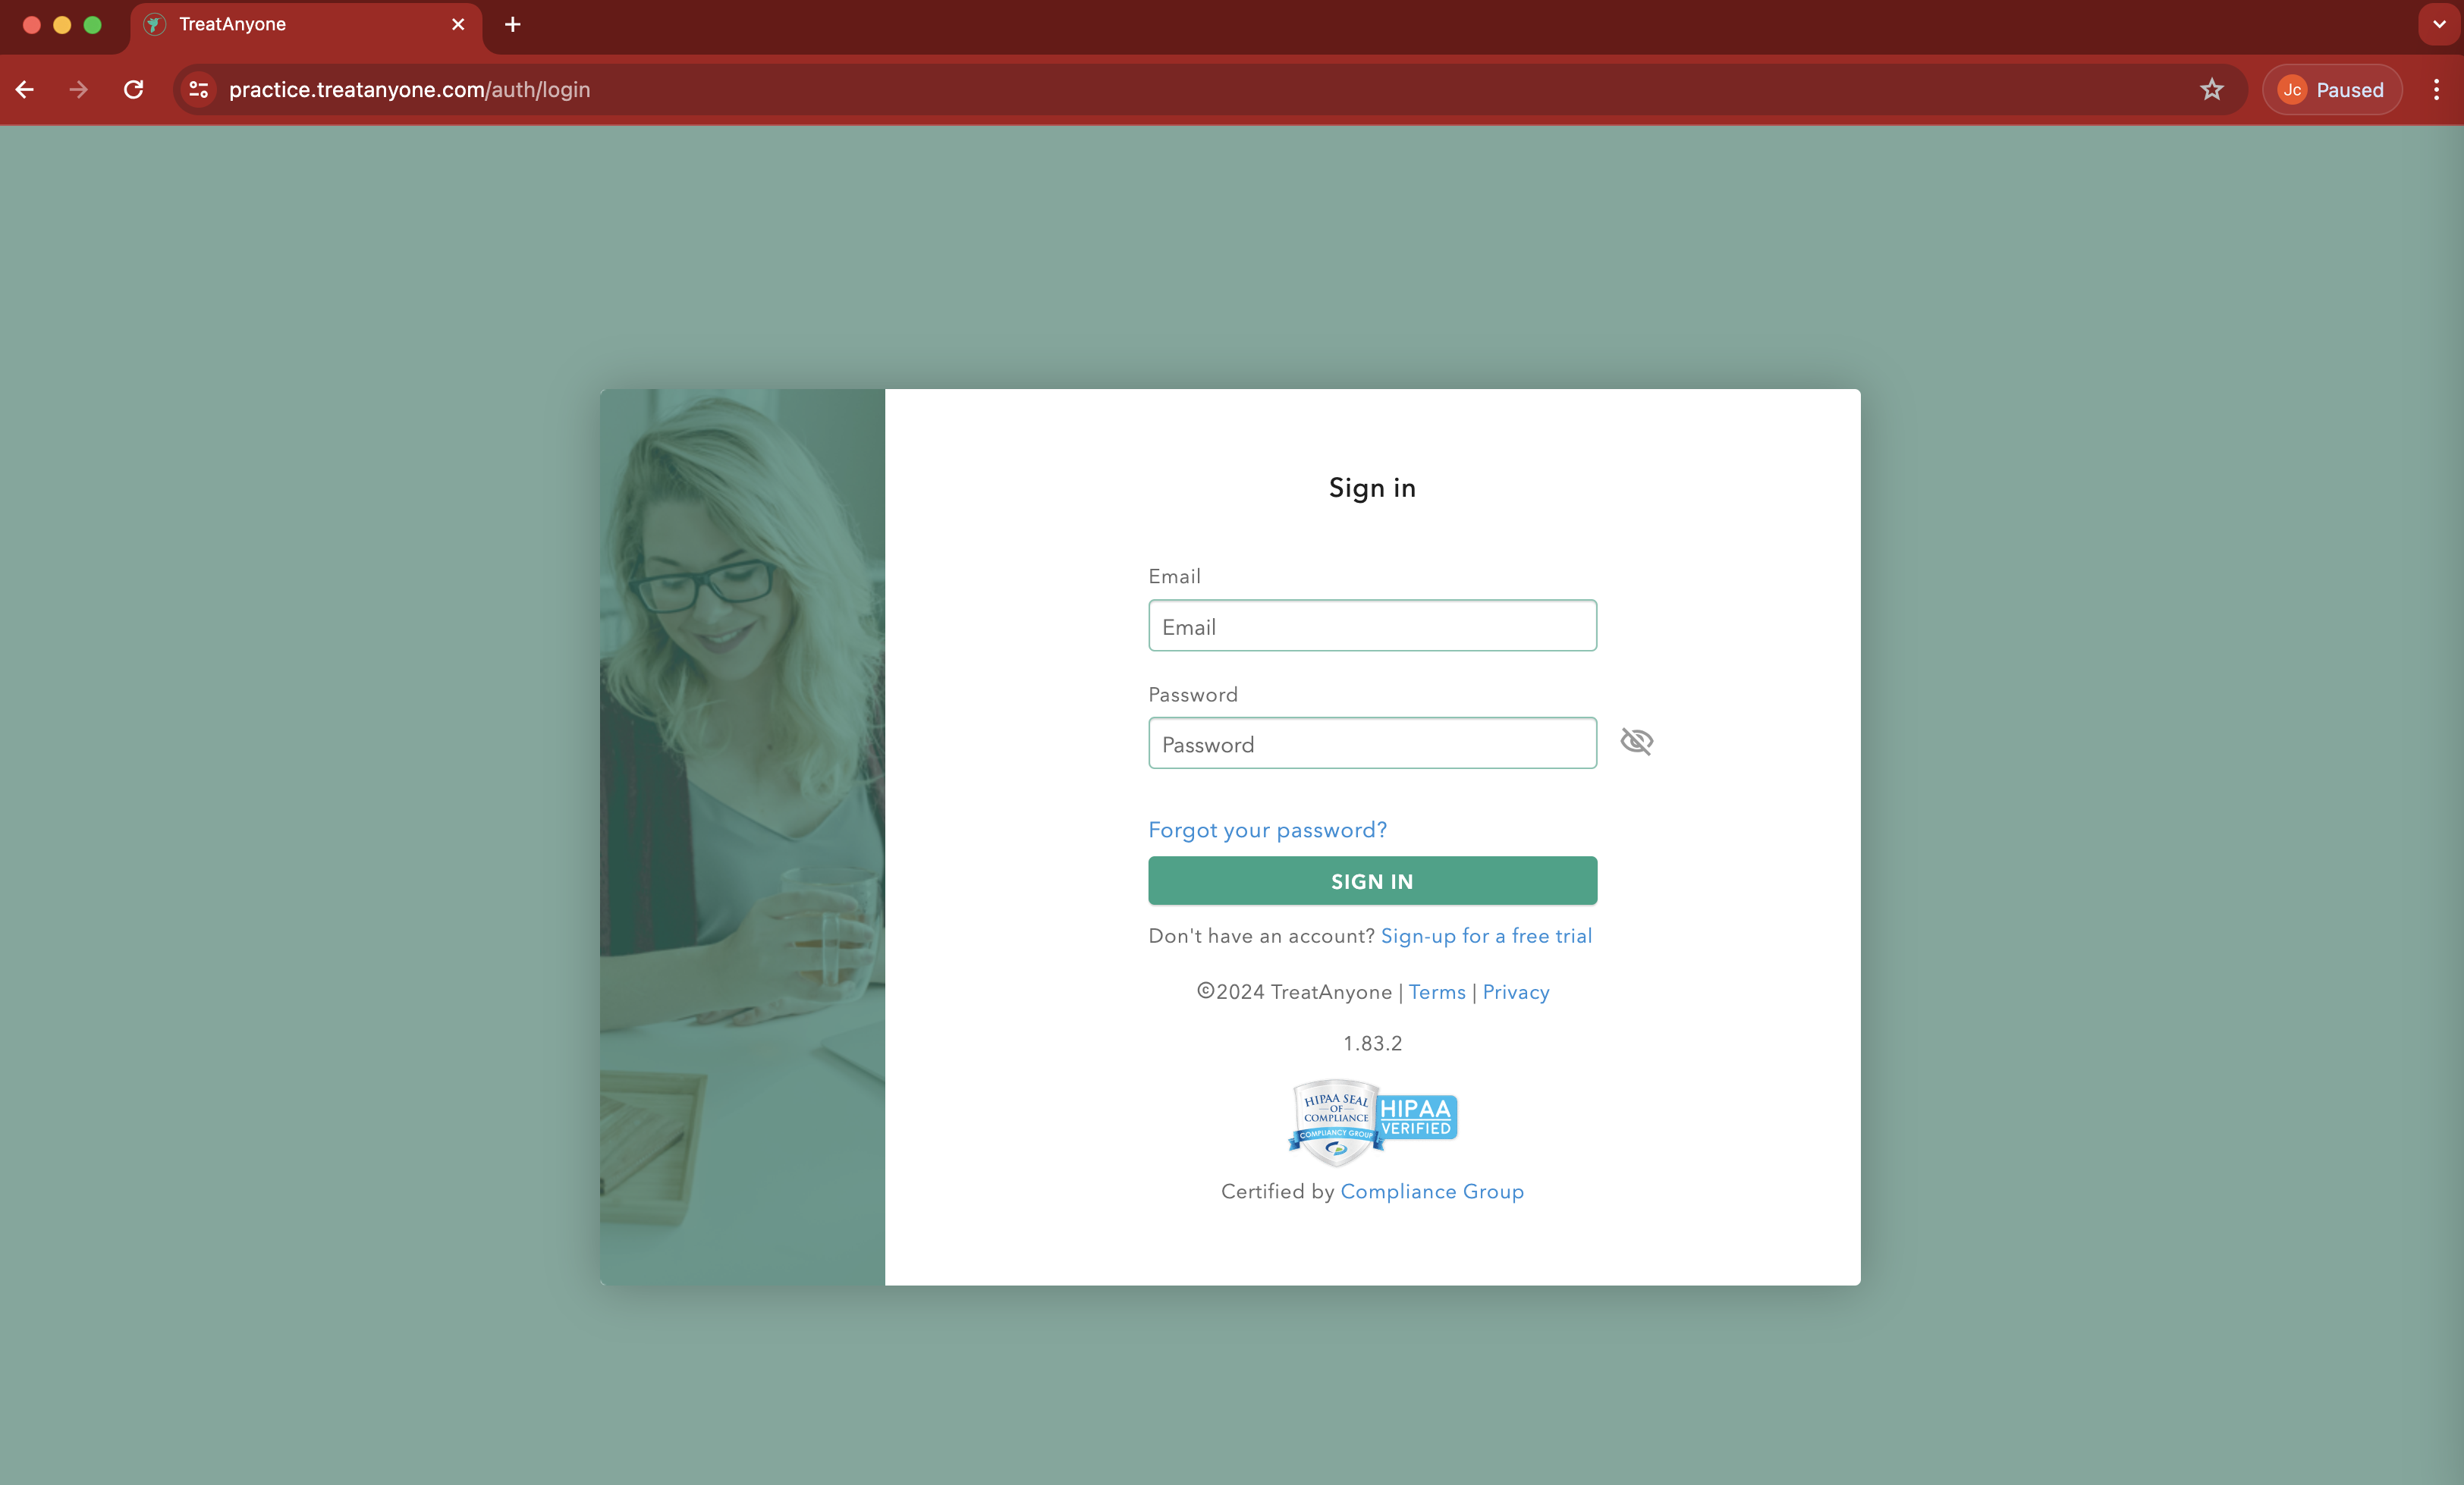 TreatAnyone
practice.treatanyone.com/auth/login
Jc Paused
Sign in
Email
Email
Password
Password
Forgot your password?
SIGN IN
Don't have an account? Sign-up for a free trial
©2024 TreatAnyone | Terms | Privacy
1.83.2
HIPAA SEAL
OF
COMPLIANCE
COMPLIANCY GROUP
HIPAA
VERIFIED
Certified by Compliance Group